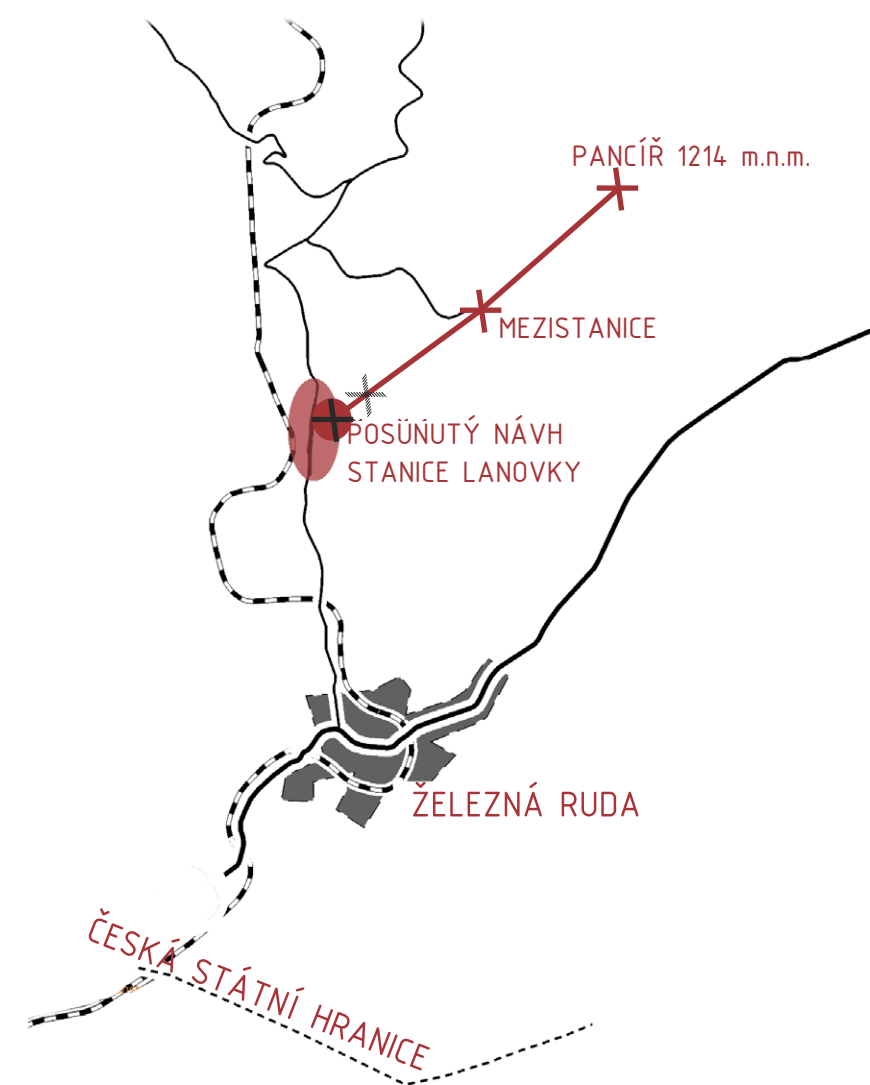 PANCÍŘ 1214 m.n.m.
MEZISTANICE
POSUNUTÝ NÁVH
STANICE LANOVKY
ŽELEZNÁ RUDA
ČESKÁ STÁTNÍ HRANICE